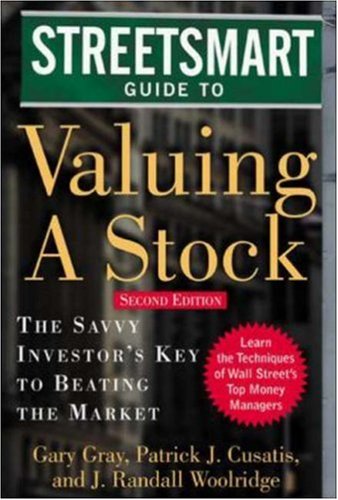 STREETSMART
GUIDE TO
Valuing
A Stock
SECOND EDITION
THE SAVVY
INVESTOR'S KEY
TO BEATING
THE MARKET
Learn
the Techniques
of Wall Street's
Top Money
Managers
Gary Gray, Patrick J. Cusatis,
and J. Randall Woolridge